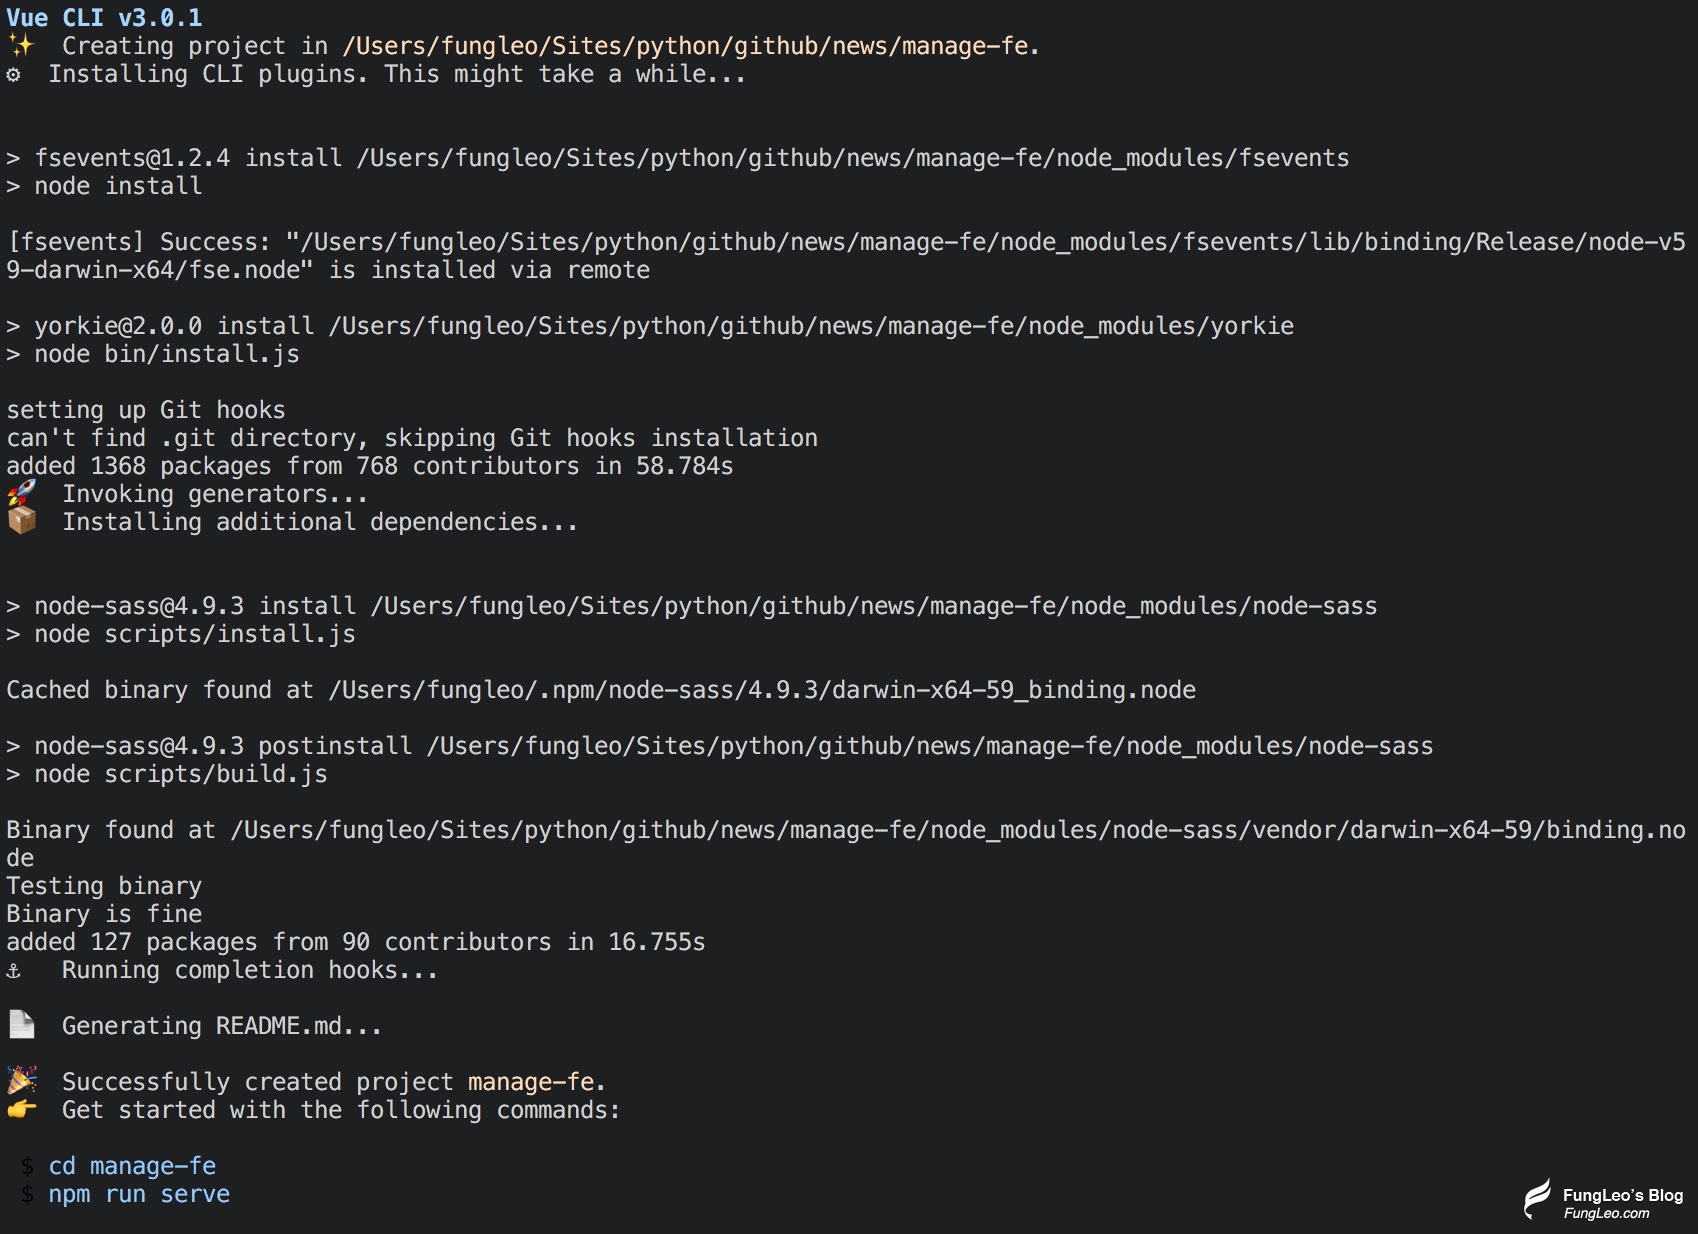 Vue CLI v3.0.1
✨  Creating project in /Users/fungleo/Sites/python/github/news/manage-fe.
⚙  Installing CLI plugins. This might take a while...
> fsevents@1.2.4 install /Users/fungleo/Sites/python/github/news/manage-fe/node_modules/fsevents
> node install
[fsevents] Success: "/Users/fungleo/Sites/python/github/news/manage-fe/node_modules/fsevents/lib/binding/Release/node-v5
9-darwin-x64/fse.node" is installed via remote
> yorkie@2.0.0 install /Users/fungleo/Sites/python/github/news/manage-fe/node_modules/yorkie
> node bin/install.js
setting up Git hooks
can't find .git directory, skipping Git hooks installation
added 1368 packages from 768 contributors in 58.784s
🚀  Invoking generators...
📦  Installing additional dependencies...
> node-sass@4.9.3 install /Users/fungleo/Sites/python/github/news/manage-fe/node_modules/node-sass
> node scripts/install.js
Cached binary found at /Users/fungleo/.npm/node-sass/4.9.3/darwin-x64-59_binding.node
> node-sass@4.9.3 postinstall /Users/fungleo/Sites/python/github/news/manage-fe/node_modules/node-sass
> node scripts/build.js
Binary found at /Users/fungleo/Sites/python/github/news/manage-fe/node_modules/node-sass/vendor/darwin-x64-59/binding.no
de
Testing binary
Binary is fine
added 127 packages from 90 contributors in 16.755s
⚓  Running completion hooks...
📄  Generating README.md...
🎉  Successfully created project manage-fe.
👉  Get started with the following commands:
$ cd manage-fe
$ npm run serve
FungLeo's Blog
FungLeo.com